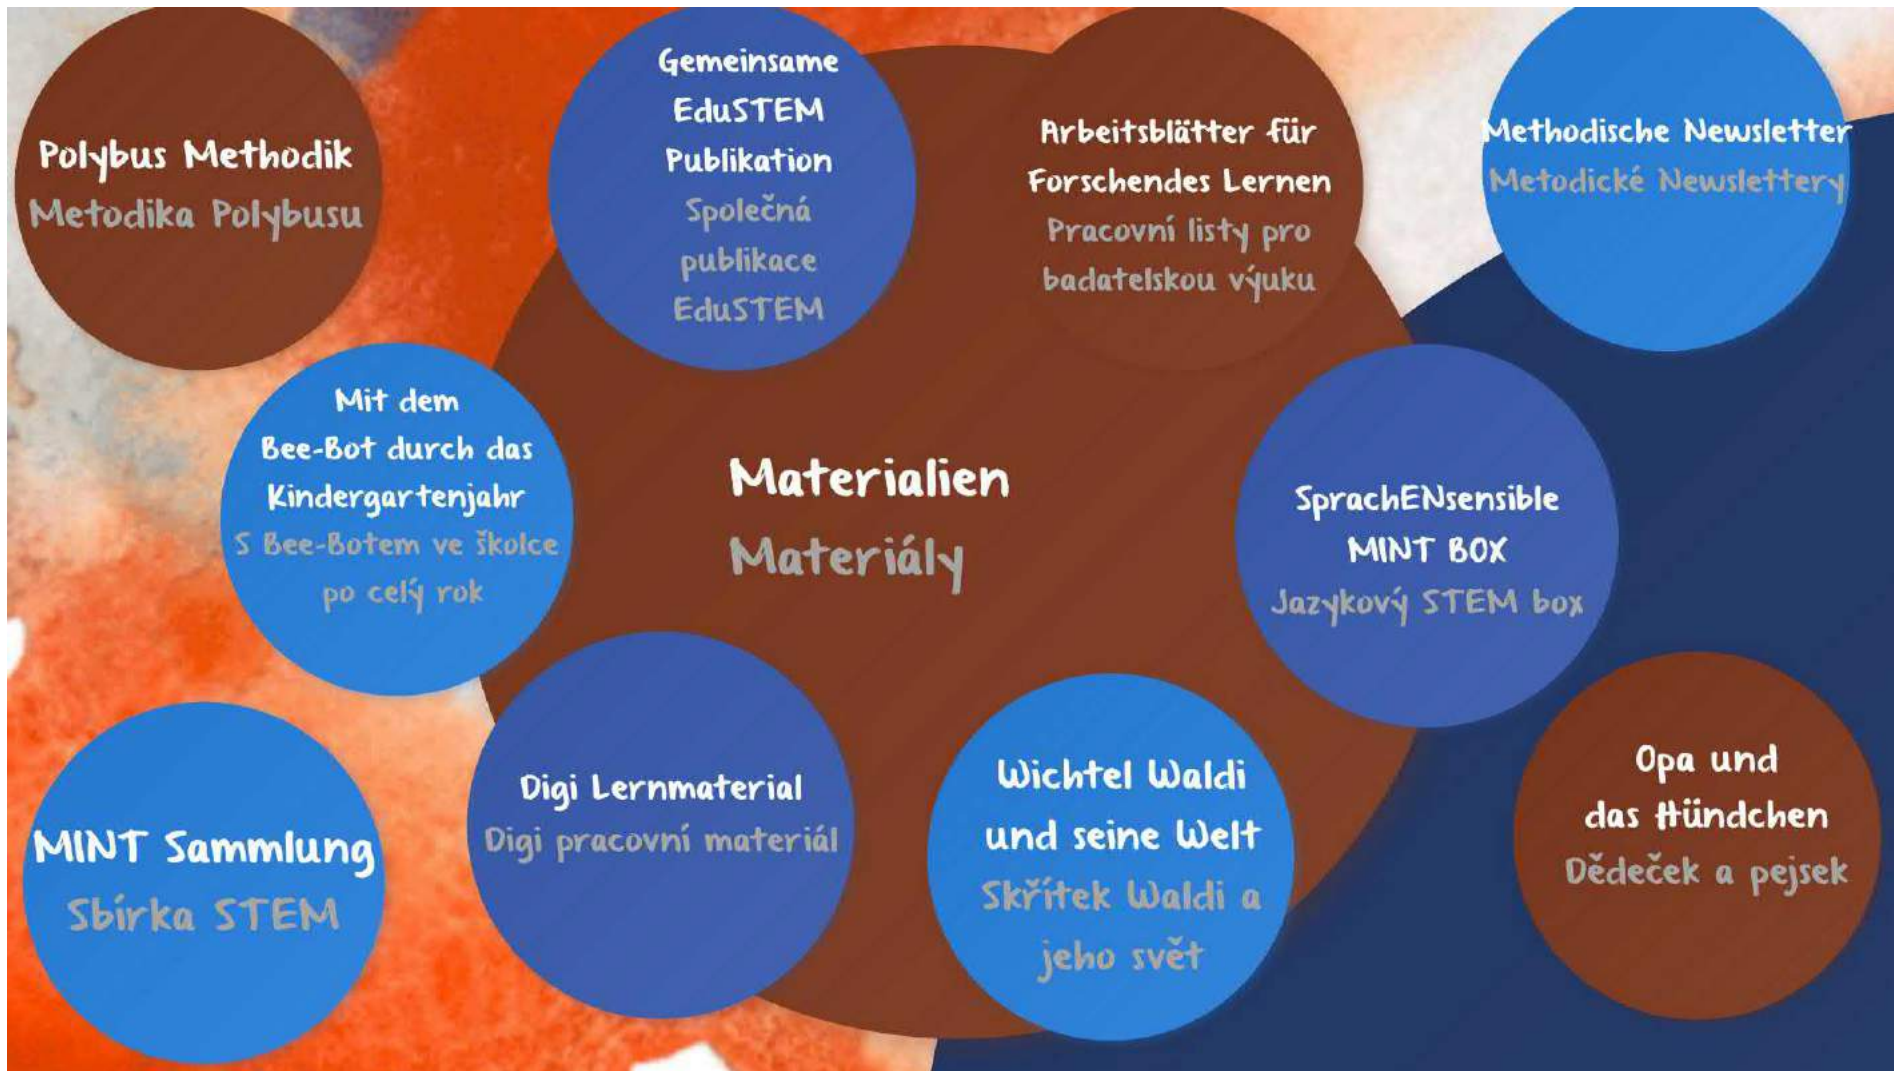 Polybus Methodik
Metodika Polybusu
Gemeinsame
EduSTEM
Publikation
Společná
publikace
EduSTEM
Arbeitsblätter für
Forschendes Lernen
Pracovní listy pro
badatelskou výuku
Methodische Newsletter
Metodické Newslettery
Mit dem
Bee-Bot durch das
Kindergartenjahr
S Bee-Botem ve školce
po celý rok
Materialien
Materiály
SprachENsensible
MINT BOX
Jazykový STEM box
MINT Sammlung
Sbírka STEM
Digi Lernmaterial
Digi pracovní materiál
Wichtel Waldi
und seine Welt
Skřítek Waldi a
jeho svět
Opa und
das Hündchen
Dědeček a pejsek